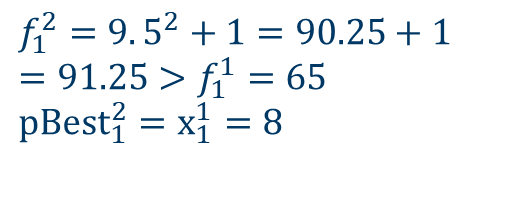 f₁² = 9.5² + 1 = 90.25 + 1
= 91.25 > f₁¹ = 65
pBest₁² = x₁¹ = 8